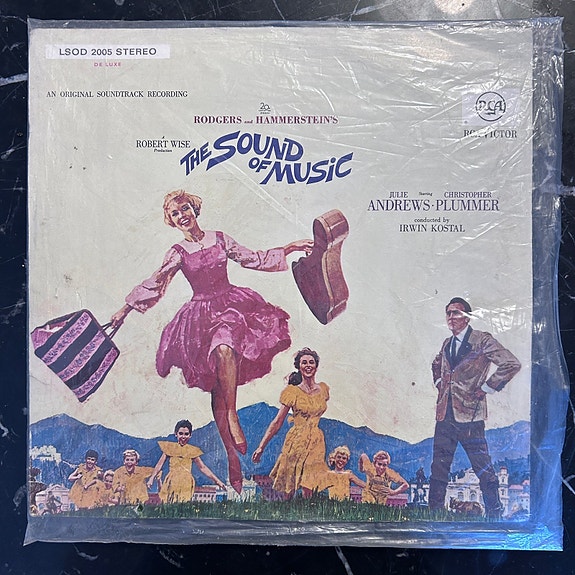 LSOD 2005 STEREO
DE LUXE
AN ORIGINAL SOUNDTRACK RECORDING
20
RODGERS and HAMMERSTEIN'S
A
ROBERT WISE
Production
THE SOUND
OF MUSIC
RCA
RCA VICTOR
JULIE Starring CHRISTOPHER
ANDREWS · PLUMMER
conducted by
IRWIN KOSTAL